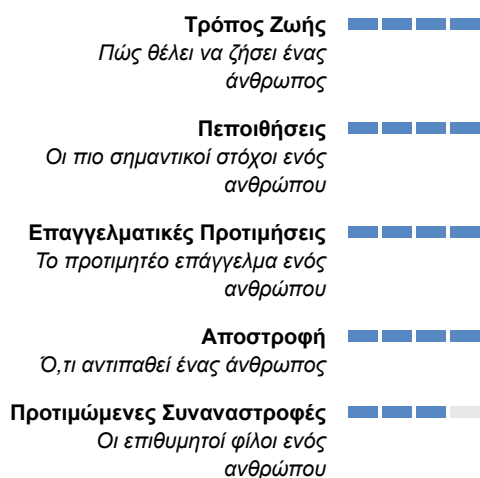 Τρόπος Ζωής
Πώς θέλει να ζήσει ένας
άνθρωπος
Πεποιθήσεις
Οι πιο σημαντικοί στόχοι ενός
ανθρώπου
Επαγγελματικές Προτιμήσεις
Το προτιμητέο επάγγελμα ενός
ανθρώπου
Αποστροφή
Ό,τι αντιπαθεί ένας άνθρωπος
Προτιμώμενες Συναναστροφές
Οι επιθυμητοί φίλοι ενός
ανθρώπου